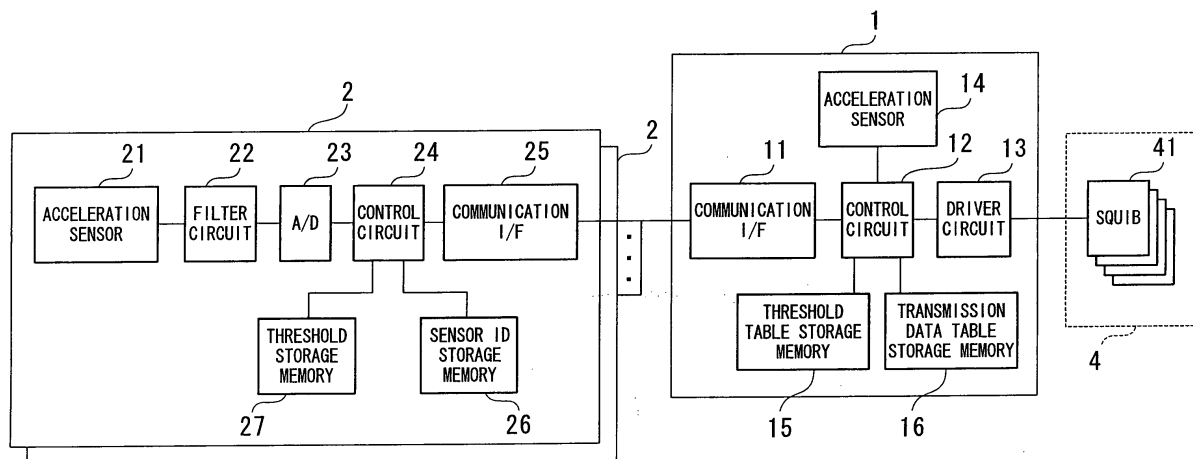 1
2
2
21
22
23
24
25
ACCELERATION
SENSOR
FILTER
CIRCUIT
A/D
CONTROL
CIRCUIT
COMMUNICATION
I/F
THRESHOLD
STORAGE
MEMORY
SENSOR ID
STORAGE
MEMORY
27
26
ACCELERATION
SENSOR
14
11
12
13
COMMUNICATION
I/F
CONTROL
CIRCUIT
DRIVER
CIRCUIT
THRESHOLD
TABLE STORAGE
MEMORY
TRANSMISSION
DATA TABLE
STORAGE MEMORY
15
16
41
SQUIB
4